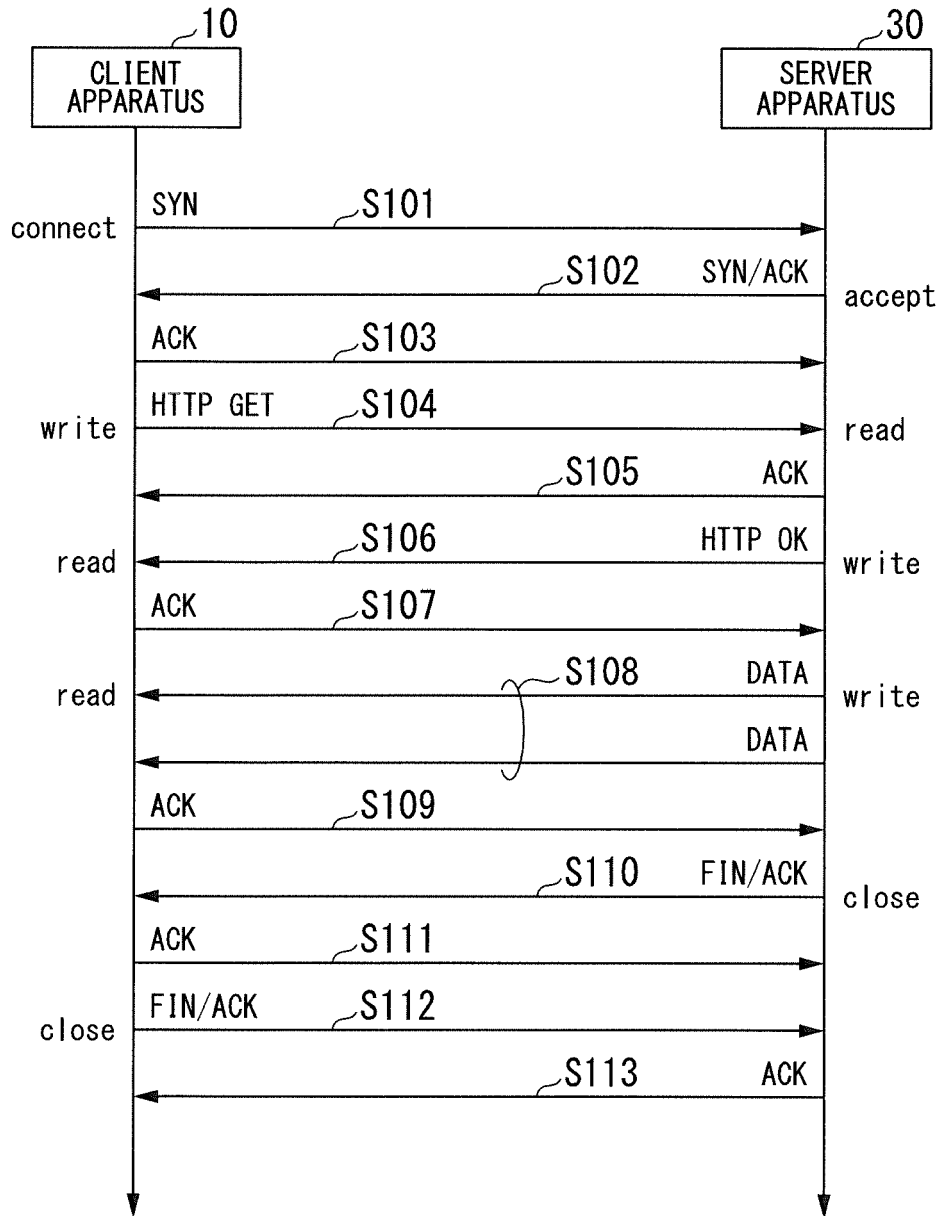 10
30
CLIENT
APPARATUS
SERVER
APPARATUS
SYN
S101
connect
S102
SYN/ACK
accept
ACK
S103
HTTP GET
S104
write
read
S105
ACK
S106
HTTP OK
read
write
ACK
S107
S108
DATA
read
write
DATA
ACK
S109
S110
FIN/ACK
close
ACK
S111
FIN/ACK
S112
close
S113
ACK